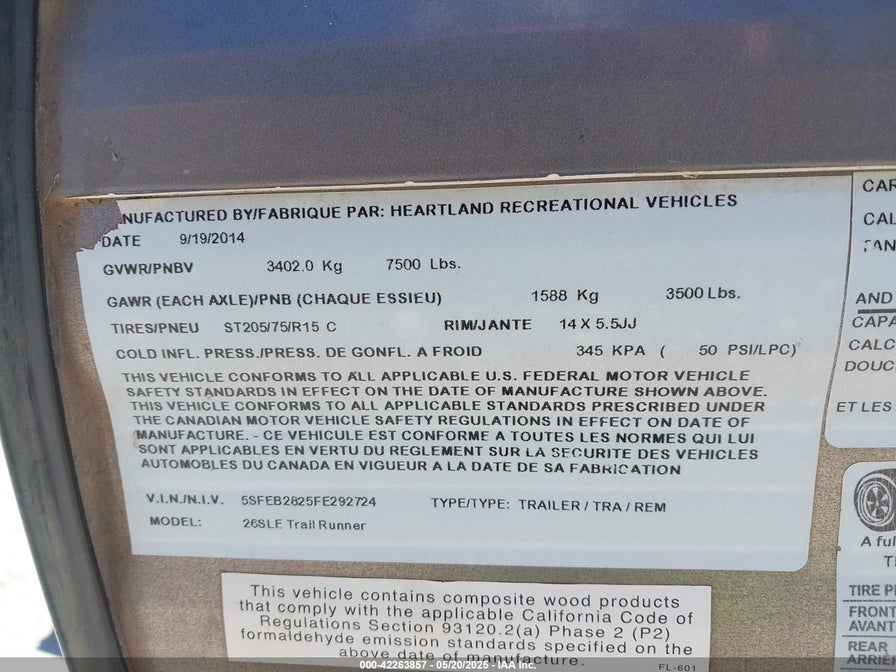 ANUFACTURED BY/FABRIQUE PAR: HEARTLAND RECREATIONAL VEHICLES
DATE 9/19/2014
GVWR/PNBV 3402.0 Kg 7500 Lbs.
GAWR (EACH AXLE)/PNB (CHAQUE ESSIEU) 1588 Kg 3500 Lbs.
TIRES/PNEU ST205/75/R15 C RIM/JANTE 14 X 5.5JJ
COLD INFL. PRESS./PRESS. DE GONFL. A FROID 345 KPA ( 50 PSI/LPC)
THIS VEHICLE CONFORMS TO ALL APPLICABLE U.S. FEDERAL MOTOR VEHICLE
SAFETY STANDARDS IN EFFECT ON THE DATE OF MANUFACTURE SHOWN ABOVE.
THIS VEHICLE CONFORMS TO ALL APPLICABLE STANDARDS PRESCRIBED UNDER
THE CANADIAN MOTOR VEHICLE SAFETY REGULATIONS IN EFFECT ON DATE OF
MANUFACTURE. - CE VEHICULE EST CONFORME A TOUTES LES NORMES QUI LUI
SONT APPLICABLES EN VERTU DU REGLEMENT SUR LA SECURITE DES VEHICLES
AUTOMOBLES DU CANADA EN VIGUEUR A LA DATE DE SA FABRICATION
V.I.N./N.I.V. 5SFEB2825FE292724 TYPE/TYPE: TRAILER / TRA / REM
MODEL: 26SLE Trail Runner
This vehicle contains composite wood products
that comply with the applicable California Code of
Regulations Section 93120.2(a) Phase 2 (P2)
formaldehyde emission standards specified on the
above date of manufacture.
FL-601
CAR
CAL
AND
CAPA
CALC
DOUC
ET LES
A ful
TIRE P
FRONT
AVANT
REAR
ARRIÈ
000-42263857 - 05/20/2025 - IAA Inc.